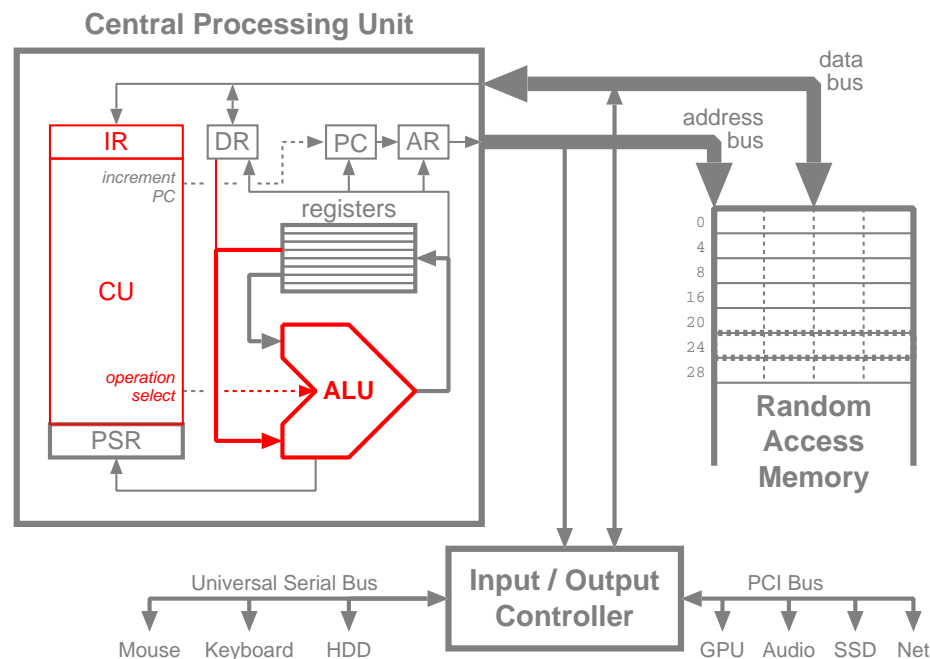 Central Processing Unit
data
bus
address
bus
IR
DR
PC
AR
increment
PC
registers
CU
0
4
8
16
20
24
28
operation
select
ALU
PSR
Random
Access
Memory
Universal Serial Bus
Input / Output
Controller
PCI Bus
Mouse
Keyboard
HDD
GPU
Audio
SSD
Net